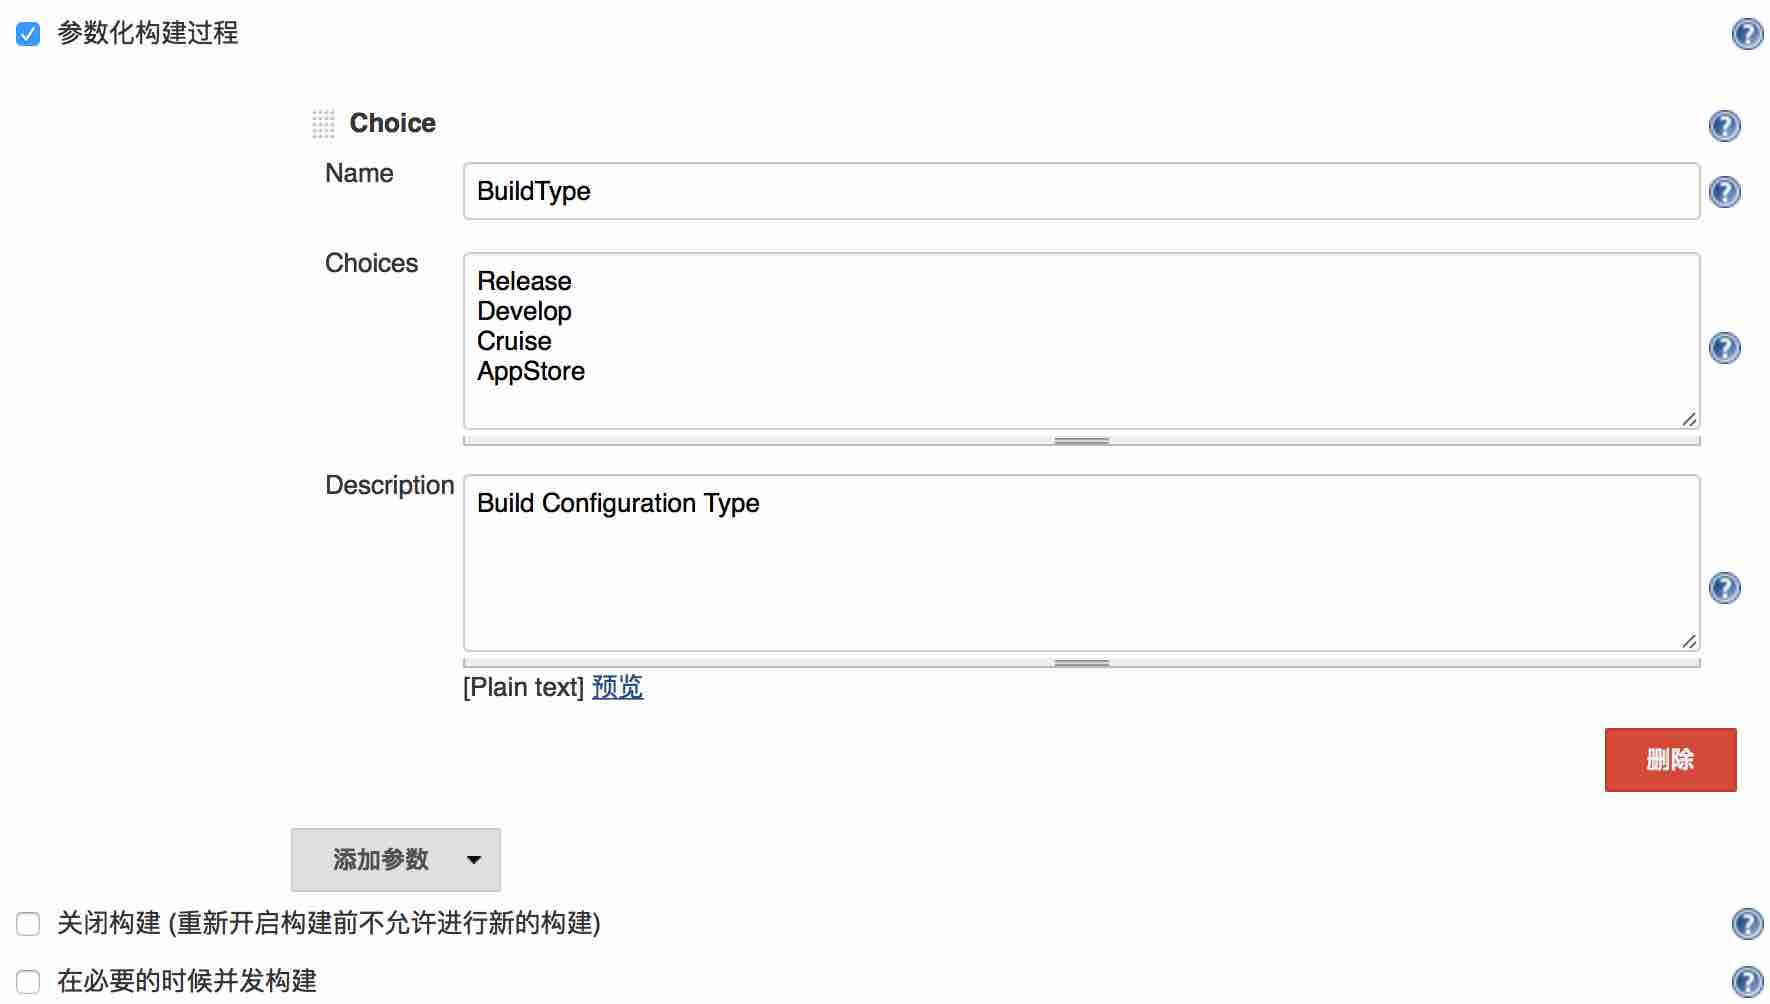 参数化构建过程
Choice
Name
BuildType
Choices
Release
Develop
Cruise
AppStore
Description
Build Configuration Type
[Plain text] 预览
删除
添加参数
关闭构建 (重新开启构建前不允许进行新的构建)
在必要的时候并发构建